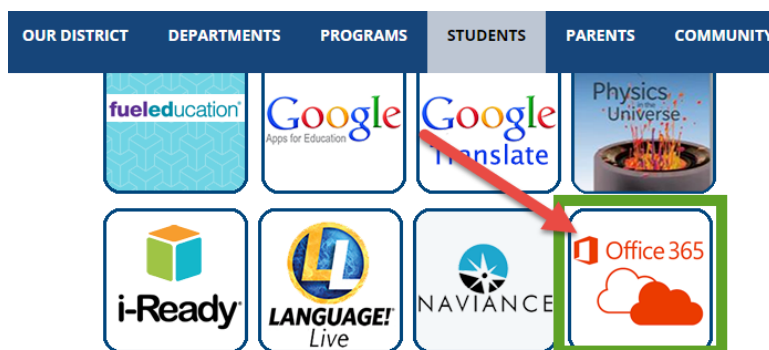 OUR DISTRICT DEPARTMENTS PROGRAMS STUDENTS PARENTS COMMUNITY
fueleducation
Google
Apps for Education
Google
Translate
Physics
in the
Universe
i-Ready
LL
LANGUAGE!
Live
NAVIANCE
Office 365